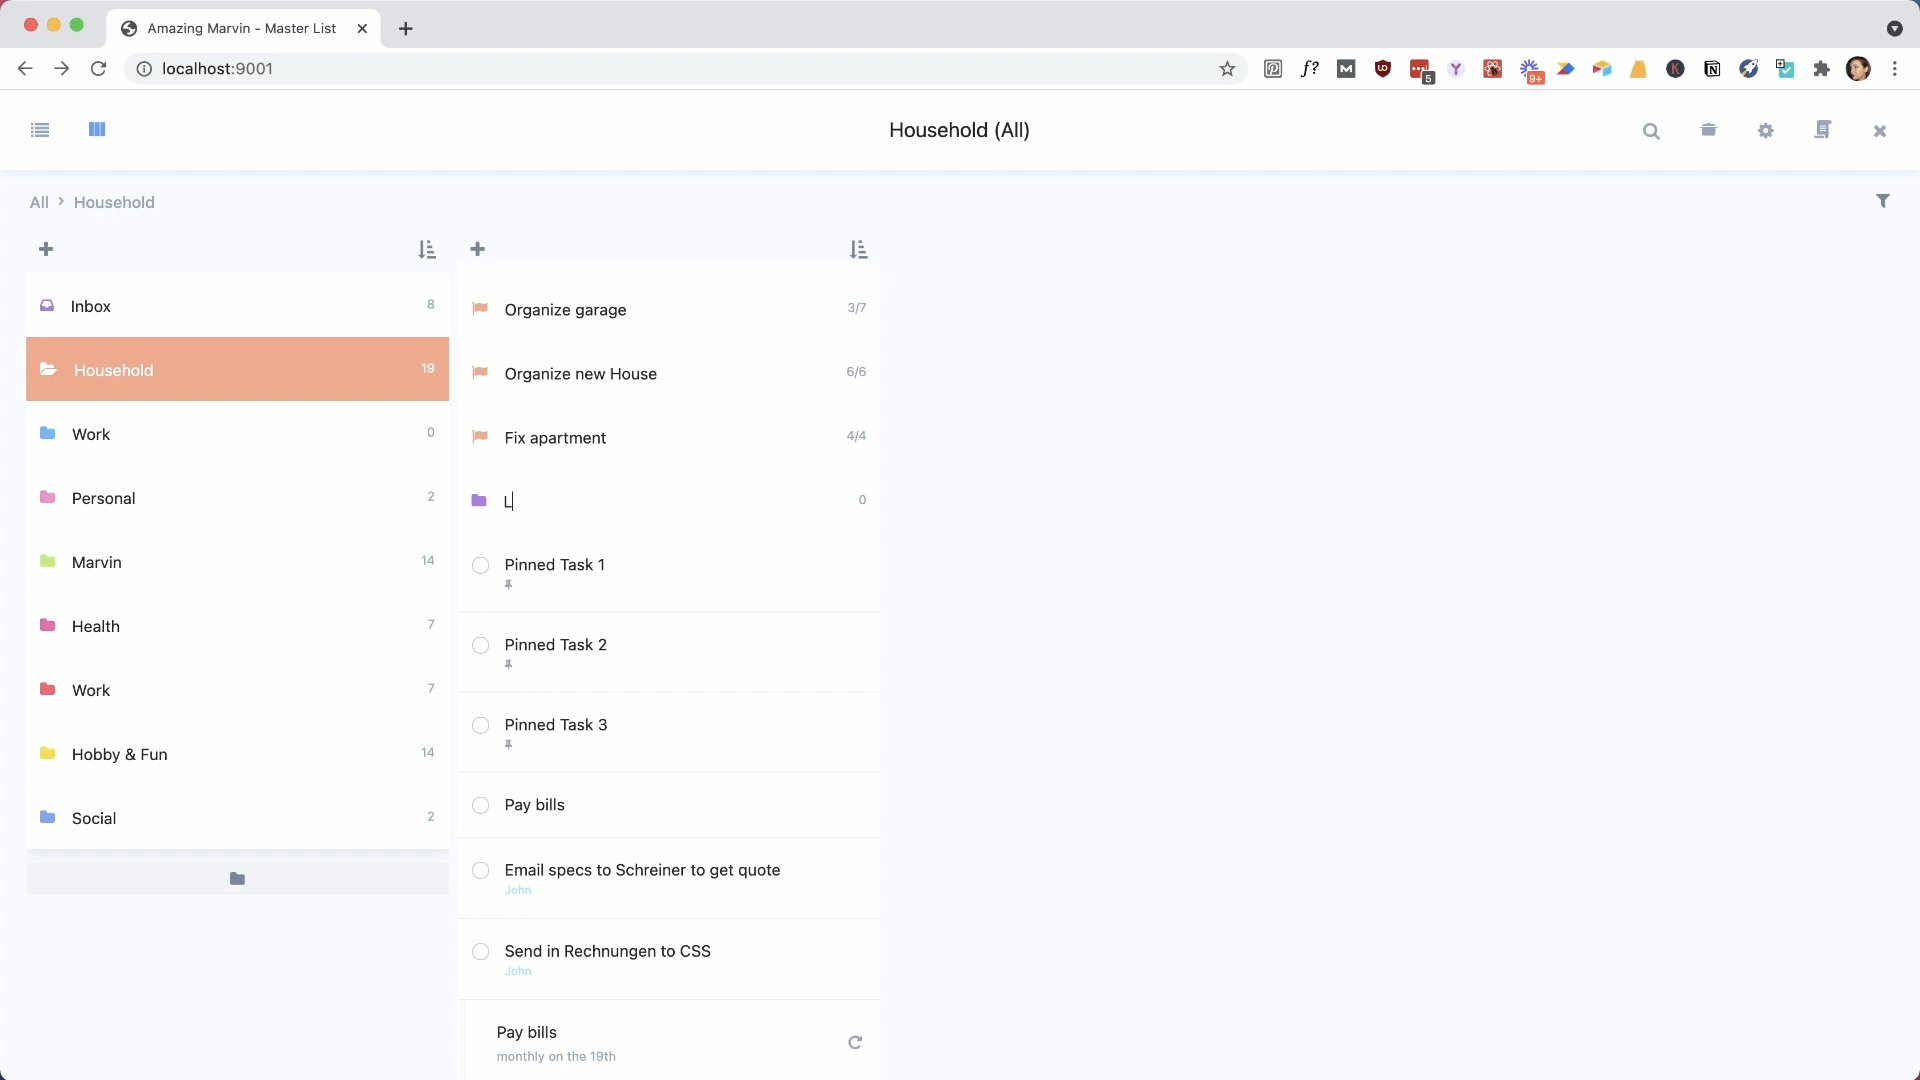 Amazing Marvin - Master List
localhost:9001
f?
M
5
Y
9+
K
N
Household (All)
All > Household
Inbox 8
Household 19
Work 0
Personal 2
Marvin 14
Health 7
Work 7
Hobby & Fun 14
Social 2
Organize garage 3/7
Organize new House 6/6
Fix apartment 4/4
L 0
Pinned Task 1
Pinned Task 2
Pinned Task 3
Pay bills
Email specs to Schreiner to get quote
John
Send in Rechnungen to CSS
John
Pay bills
monthly on the 19th